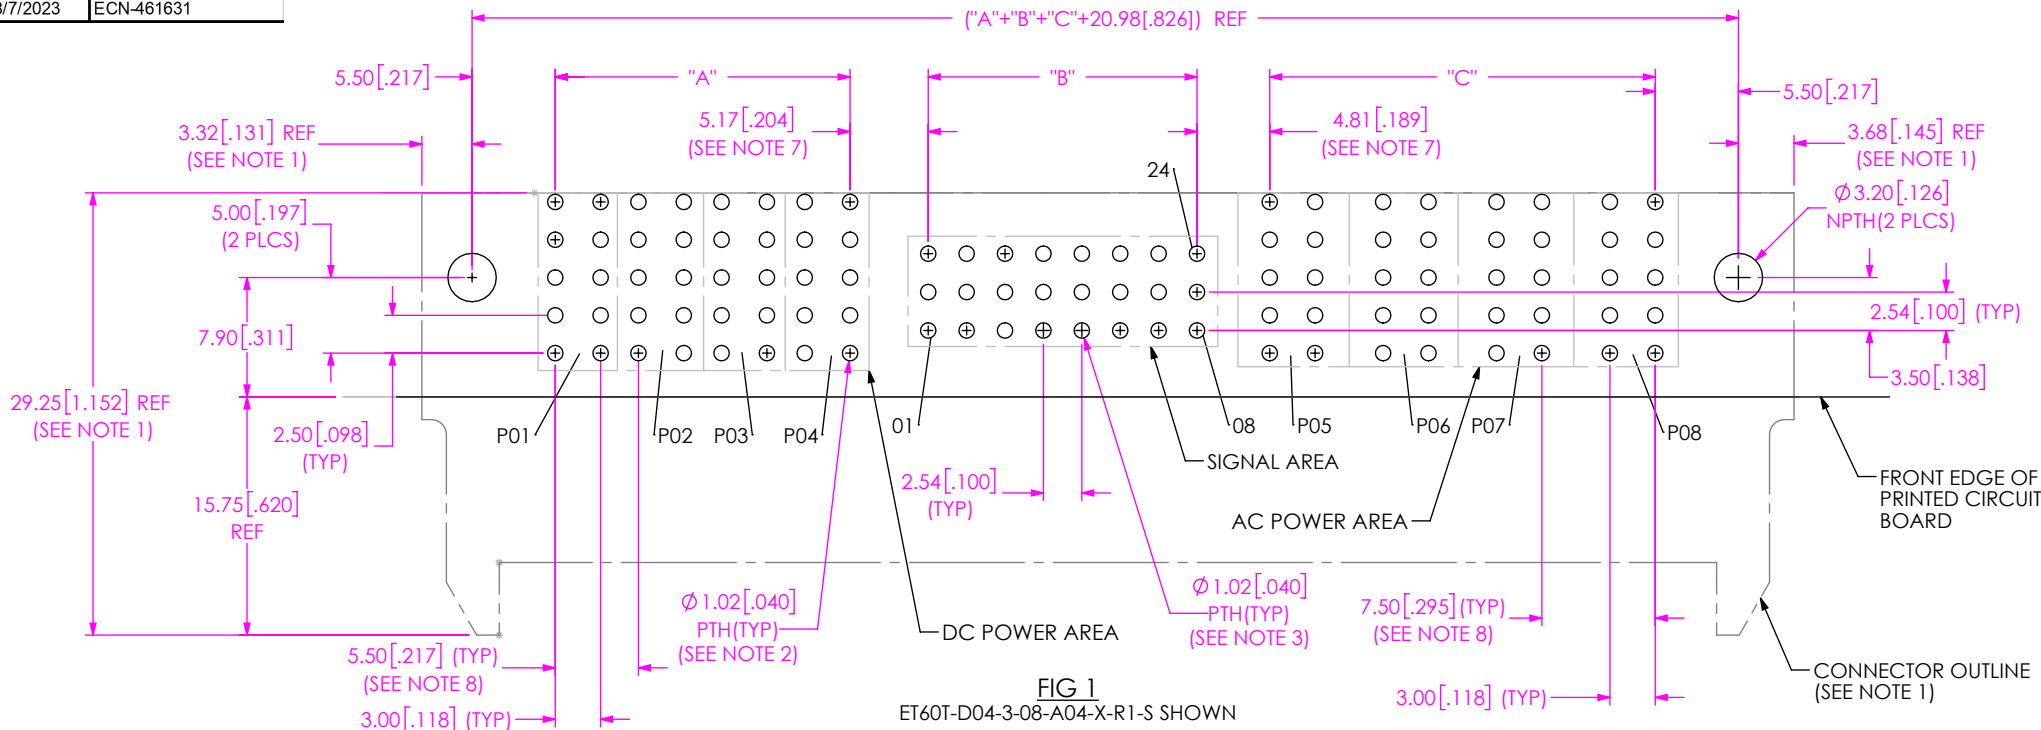 8/7/2023 ECN-461631
("A"+"B"+"C"+20.98[.826]) REF
5.50[.217]
"A"
"B"
"C"
5.50[.217]
3.32[.131] REF
(SEE NOTE 1)
5.17[.204]
(SEE NOTE 7)
4.81[.189]
(SEE NOTE 7)
3.68[.145] REF
(SEE NOTE 1)
24
5.00[.197]
(2 PLCS)
Ø3.20[.126]
NPTH(2 PLCS)
7.90[.311]
2.54[.100] (TYP)
3.50[.138]
29.25[1.152] REF
(SEE NOTE 1)
2.50[.098]
(TYP)
P01
P02
P03
P04
01
08
P05
P06
P07
P08
SIGNAL AREA
2.54[.100]
(TYP)
15.75[.620]
REF
AC POWER AREA
FRONT EDGE OF
PRINTED CIRCUIT
BOARD
Ø1.02[.040]
PTH(TYP)
(SEE NOTE 2)
DC POWER AREA
Ø1.02[.040]
PTH(TYP)
(SEE NOTE 3)
7.50[.295](TYP)
(SEE NOTE 8)
5.50[.217] (TYP)
(SEE NOTE 8)
CONNECTOR OUTLINE
(SEE NOTE 1)
3.00[.118] (TYP)
3.00[.118] (TYP)
FIG 1
ET60T-D04-3-08-A04-X-R1-S SHOWN